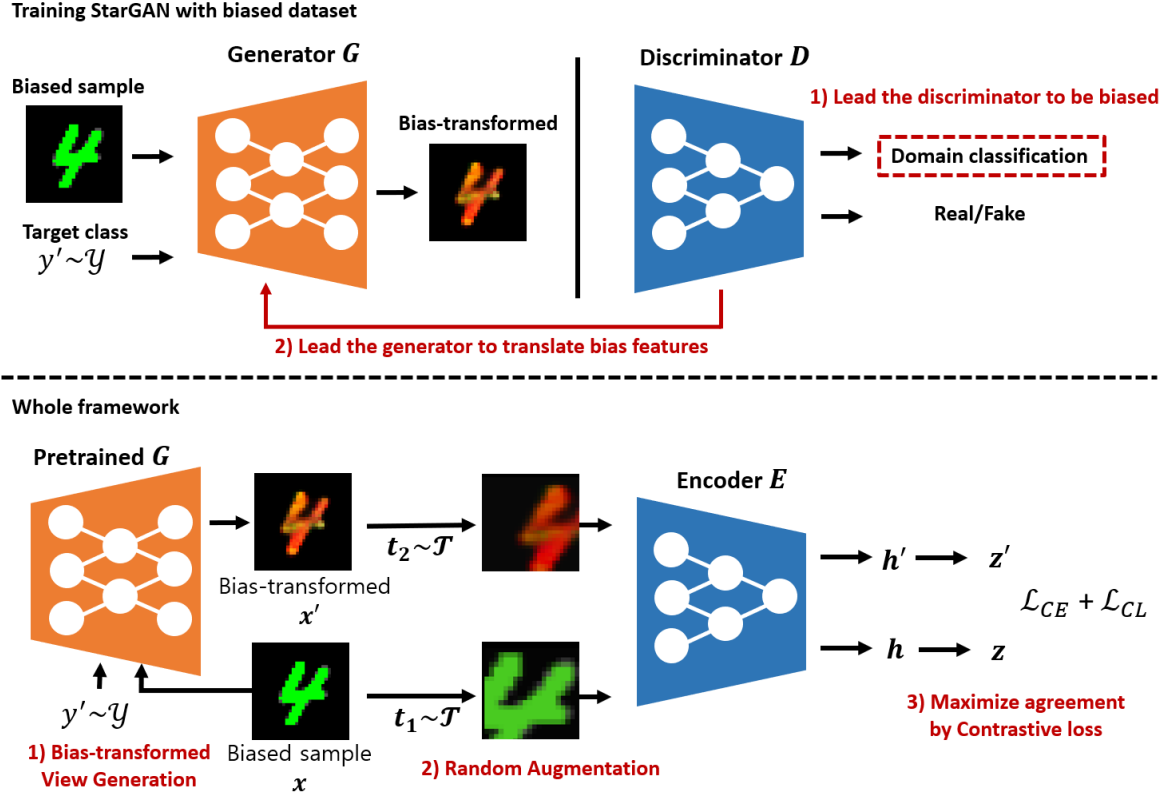 Training StarGAN with biased dataset
Generator G
Discriminator D
Biased sample
Bias-transformed
1) Lead the discriminator to be biased
Domain classification
Real/Fake
Target class
y′~𝒴
2) Lead the generator to translate bias features
Whole framework
Pretrained G
Encoder E
t₂~𝒯
Bias-transformed
x′
h′
z′
ℒ_CE + ℒ_CL
h
z
y′~𝒴
t₁~𝒯
Biased sample
x
1) Bias-transformed
View Generation
2) Random Augmentation
3) Maximize agreement
by Contrastive loss